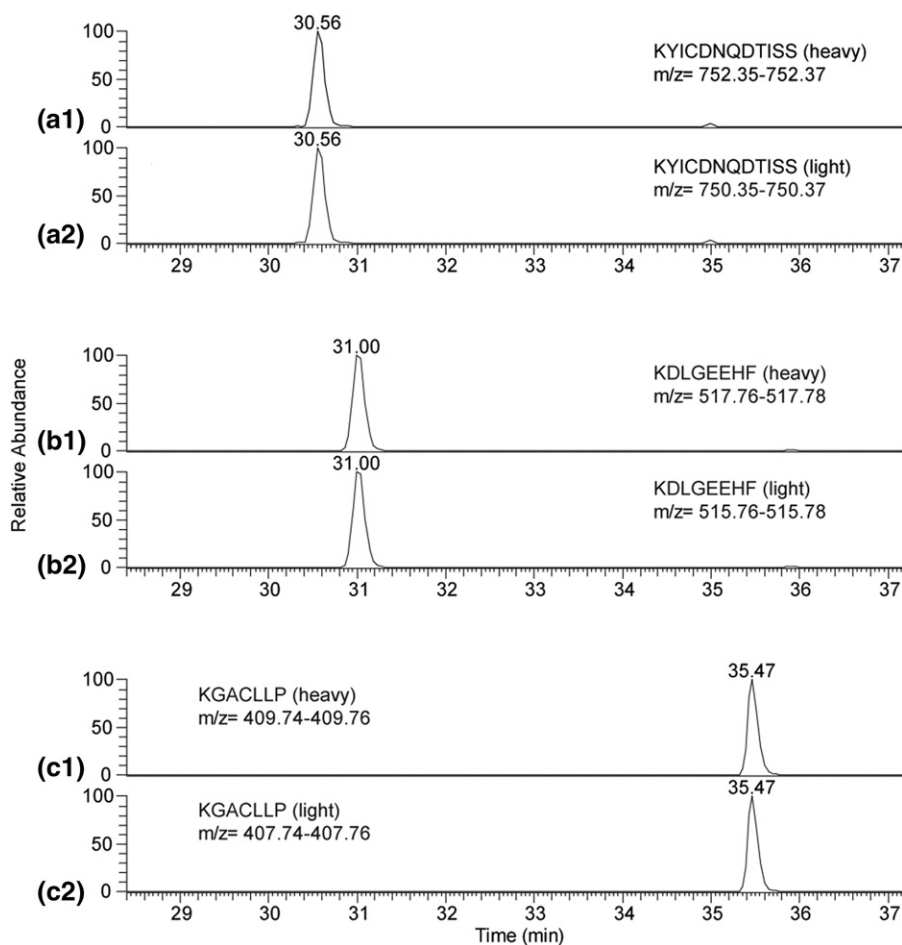 30.56
100
50
0
KYICDNQDTISS (heavy)
m/z= 752.35-752.37
(a1)
30.56
100
50
0
KYICDNQDTISS (light)
m/z= 750.35-750.37
(a2)
29 30 31 32 33 34 35 36 37
Relative Abundance
31.00
100
50
0
KDLGEEHF (heavy)
m/z= 517.76-517.78
(b1)
31.00
100
50
0
KDLGEEHF (light)
m/z= 515.76-515.78
(b2)
29 30 31 32 33 34 35 36 37
35.47
100
50
0
KGACLLP (heavy)
m/z= 409.74-409.76
(c1)
35.47
100
50
0
KGACLLP (light)
m/z= 407.74-407.76
(c2)
29 30 31 32 33 34 35 36 37
Time (min)